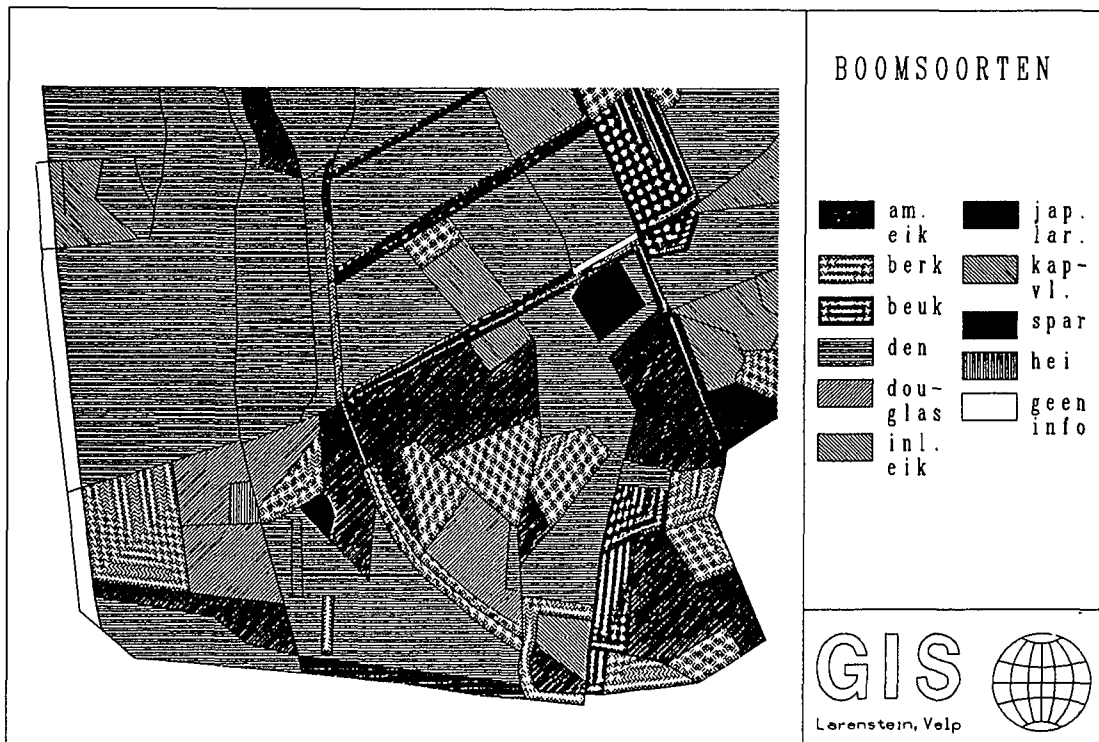 BOOMSOORTEN
am.
eik
berk
beuk
den
dou-
glas
inl.
eik
jap.
lar.
kap-
vl.
spar
hei
geen
info
GIS
Larenstein, Velp